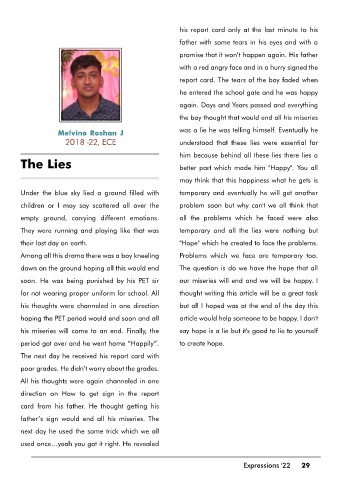 Melvino Roshan J
2018 -22, ECE
The Lies
Under the blue sky lied a ground filled with
children or I may say scattered all over the
empty ground, carrying different emotions.
They were running and playing like that was
their last day on earth.
Among all this drama there was a boy kneeling
down on the ground hoping all this would end
soon. He was being punished by his PET sir
for not wearing proper uniform for school. All
his thoughts were channeled in one direction
hoping the PET period would end soon and all
his miseries will come to an end. Finally, the
period got over and he went home "Happily".
The next day he received his report card with
poor grades. He didn't worry about the grades.
All his thoughts were again channeled in one
direction on How to get sign in the report
card from his father. He thought getting his
father's sign would end all his miseries. The
next day he used the same trick which we all
used once...yeah you got it right. He revealed
his report card only at the last minute to his
father with some tears in his eyes and with a
promise that it won't happen again. His father
with a red angry face and in a hurry signed the
report card. The tears of the boy faded when
he entered the school gate and he was happy
again. Days and Years passed and everything
the boy thought that would end all his miseries
was a lie he was telling himself. Eventually he
understood that these lies were essential for
him because behind all these lies there lies a
better part which made him "Happy". You all
may think that this happiness what he gets is
temporary and eventually he will get another
problem soon but why can't we all think that
all the problems which he faced were also
temporary and all the lies were nothing but
"Hope" which he created to face the problems.
Problems which we face are temporary too.
The question is do we have the hope that all
our miseries will end and we will be happy. I
thought writing this article will be a great task
but all I hoped was at the end of the day this
article would help someone to be happy. I don't
say hope is a lie but it's good to lie to yourself
to create hope.
Expressions '22 29